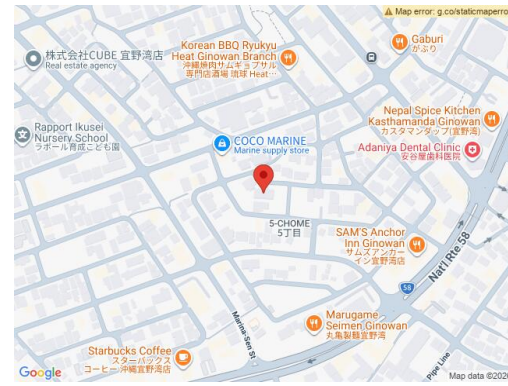 Map error: g.co/staticmaperro
Gaburi
がぶり
Korean BBQ Ryukyu
Heat Ginowan Branch
沖縄焼肉サムギョプサル
専門店酒場 琉球 Heat…
株式会社CUBE 宜野湾店
Real estate agency
Nepal Spice Kitchen
Kasthamanda Ginowan
カスタマンダップ(宜野湾)
Rapport Ikusei
Nursery School
ラポール育成こども園
COCO MARINE
Marine supply store
Adaniya Dental Clinic
安谷屋歯科医院
5-CHOME
5丁目
SAM'S Anchor
Inn Ginowan
サムズアンカー
イン宜野湾店
Nat'l Rte 58
58
Marina-Sen St
Marugame
Seimen Ginowan
丸亀製麺宜野湾
Starbucks Coffee
スターバックス
コーヒー 沖縄宜野湾店
Pipe Line
Google
Map data ©2026